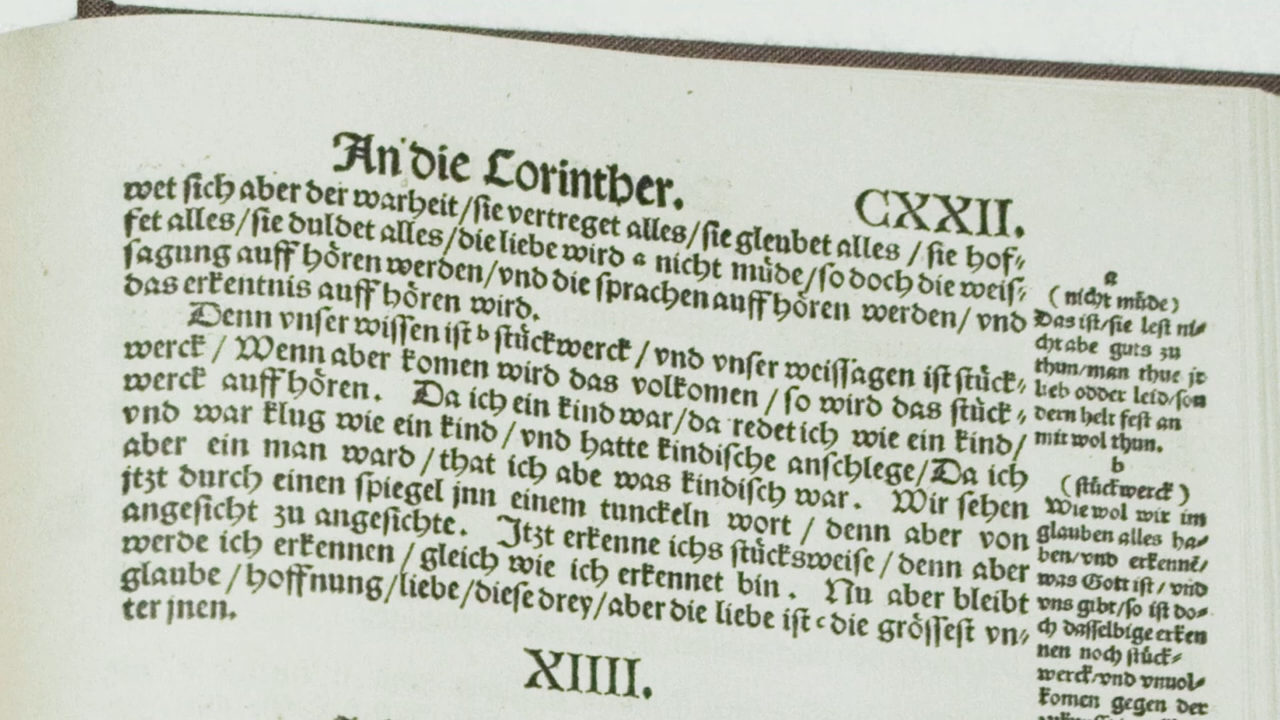 An die Corinther. CXXII.
wet sich aber der warheit/sie vertreget alles/sie gleubet alles / sie hof⸗
fet alles/sie duldet alles/die liebe wird a nicht müde/so doch die weis⸗
sagung auff hören werden/vnd die sprachen auff hören werden/ vnd
das erkentnis auff hören wird.
Denn vnser wissen ist b stückwerck / vnd vnser weissagen ist stück⸗
werck / Wenn aber komen wird das volkomen / so wird das stück⸗
werck auff hören. Da ich ein kind war/da redet ich wie ein kind/
vnd war klug wie ein kind/vnd hatte kindische anschlege/Da ich
aber ein man ward/that ich abe was kindisch war. Wir sehen
jtzt durch einen spiegel jnn einem tunckeln wort / denn aber von
angesicht zu angesichte. Jtzt erkenne ichs stücksweise/denn aber
werde ich erkennen/gleich wie ich erkennet bin. Nu aber bleibt
glaube/hoffnung/liebe/diese drey/aber die liebe ist c die grössest vn⸗
ter jnen.
XIIII.
a
(nicht müde)
Das ist/sie lest ni⸗
cht abe guts zu
thun/man thue jr
lieb odder leid/son
dern helt fest an
mit wol thun.
b
(stückwerck)
Wiewol wir im
glauben alles ha⸗
ben/vnd erkennē/
was Gott ist/ vnd
vns gibt/so ist do⸗
ch dasselbige erken
nen noch stück⸗
werck/vnd vnuol⸗
komen gegen der